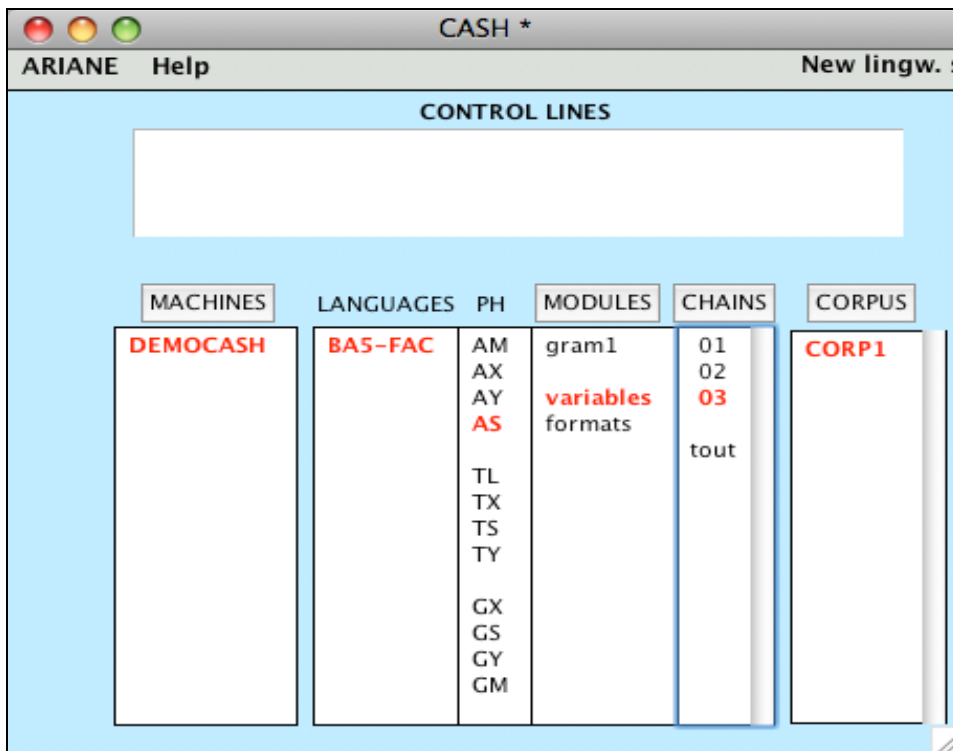 CASH *
ARIANE Help New lingw. s
CONTROL LINES
MACHINES LANGUAGES PH MODULES CHAINS CORPUS
DEMOCASH BA5-FAC AM gram1 01 CORP1
AX 02
AY variables 03
AS formats
tout
TL
TX
TS
TY
GX
GS
GY
GM